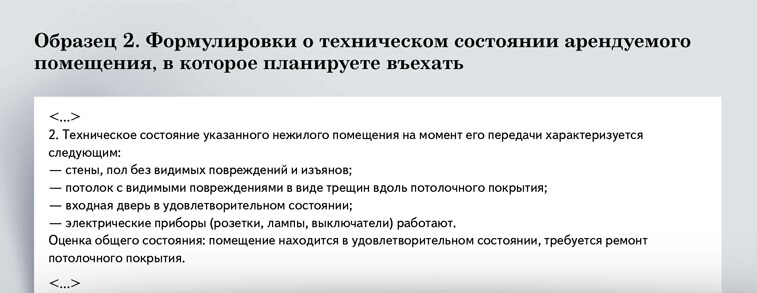 Образец 2. Формулировки о техническом состоянии арендуемого
помещения, в которое планируете въехать
<...>
2. Техническое состояние указанного нежилого помещения на момент его передачи характеризуется
следующим:
— стены, пол без видимых повреждений и изъянов;
— потолок с видимыми повреждениями в виде трещин вдоль потолочного покрытия;
— входная дверь в удовлетворительном состоянии;
— электрические приборы (розетки, лампы, выключатели) работают.
Оценка общего состояния: помещение находится в удовлетворительном состоянии, требуется ремонт
потолочного покрытия.
<...>